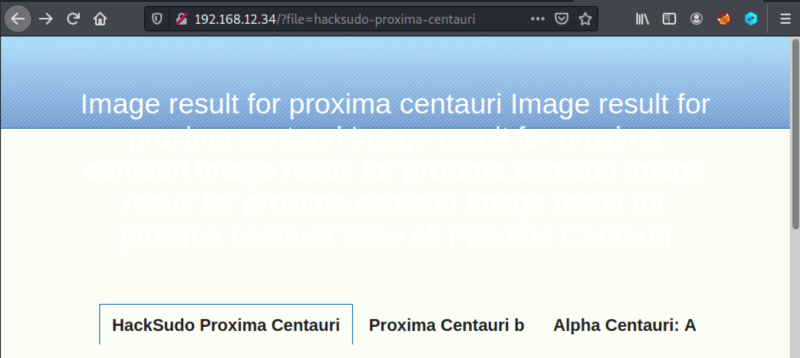 192.168.12.34/?file=hacksudo-proxima-centauri
Image result for proxima centauri Image result for
proxima centauri Image result for proxima
centauri Image result for proxima centauri Image
result for proxima centauri Image result for
proxima centauri View all Proxima Centauri
HackSudo Proxima Centauri Proxima Centauri b Alpha Centauri: A